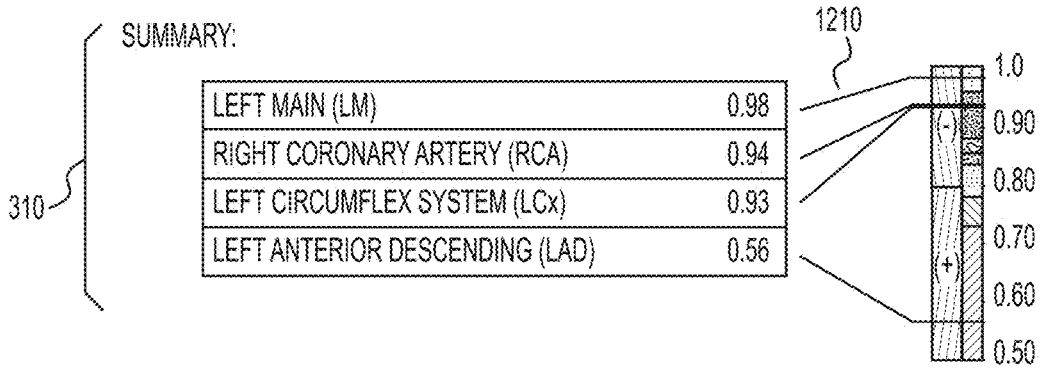 SUMMARY:
1210
310
LEFT MAIN (LM) 0.98
RIGHT CORONARY ARTERY (RCA) 0.94
LEFT CIRCUMFLEX SYSTEM (LCx) 0.93
LEFT ANTERIOR DESCENDING (LAD) 0.56
1.0
(-)
0.90
0.80
0.70
(+)
0.60
0.50